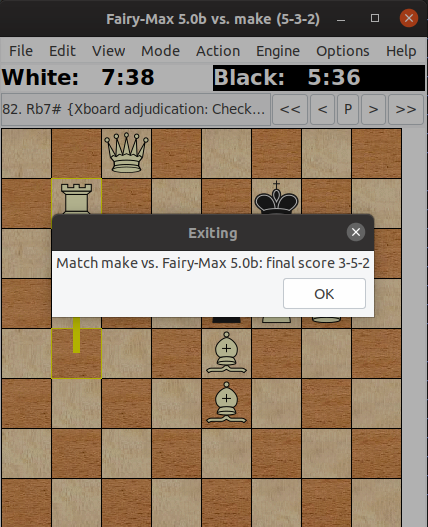 Fairy-Max 5.0b vs. make (5-3-2)
File Edit View Mode Action Engine Options Help
White: 7:38 Black: 5:36
82. Rb7# {Xboard adjudication: Check... << < P > >>
Exiting
Match make vs. Fairy-Max 5.0b: final score 3-5-2
OK